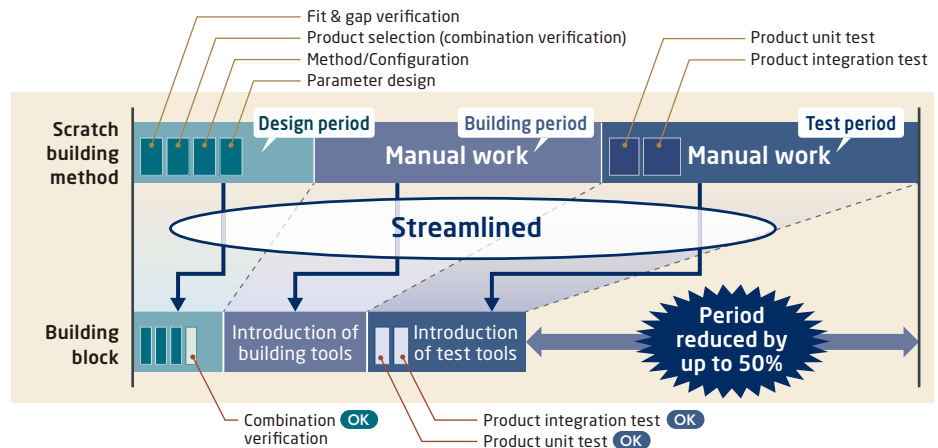 Fit & gap verification
Product selection (combination verification)
Method/Configuration
Parameter design
Product unit test
Product integration test
Scratch
building
method
Design period
Building period
Test period
Manual work
Manual work
Streamlined
Building
block
Introduction of
building tools
Introduction
of test tools
Period
reduced by
up to 50%
Combination OK
verification
Product integration test OK
Product unit test OK